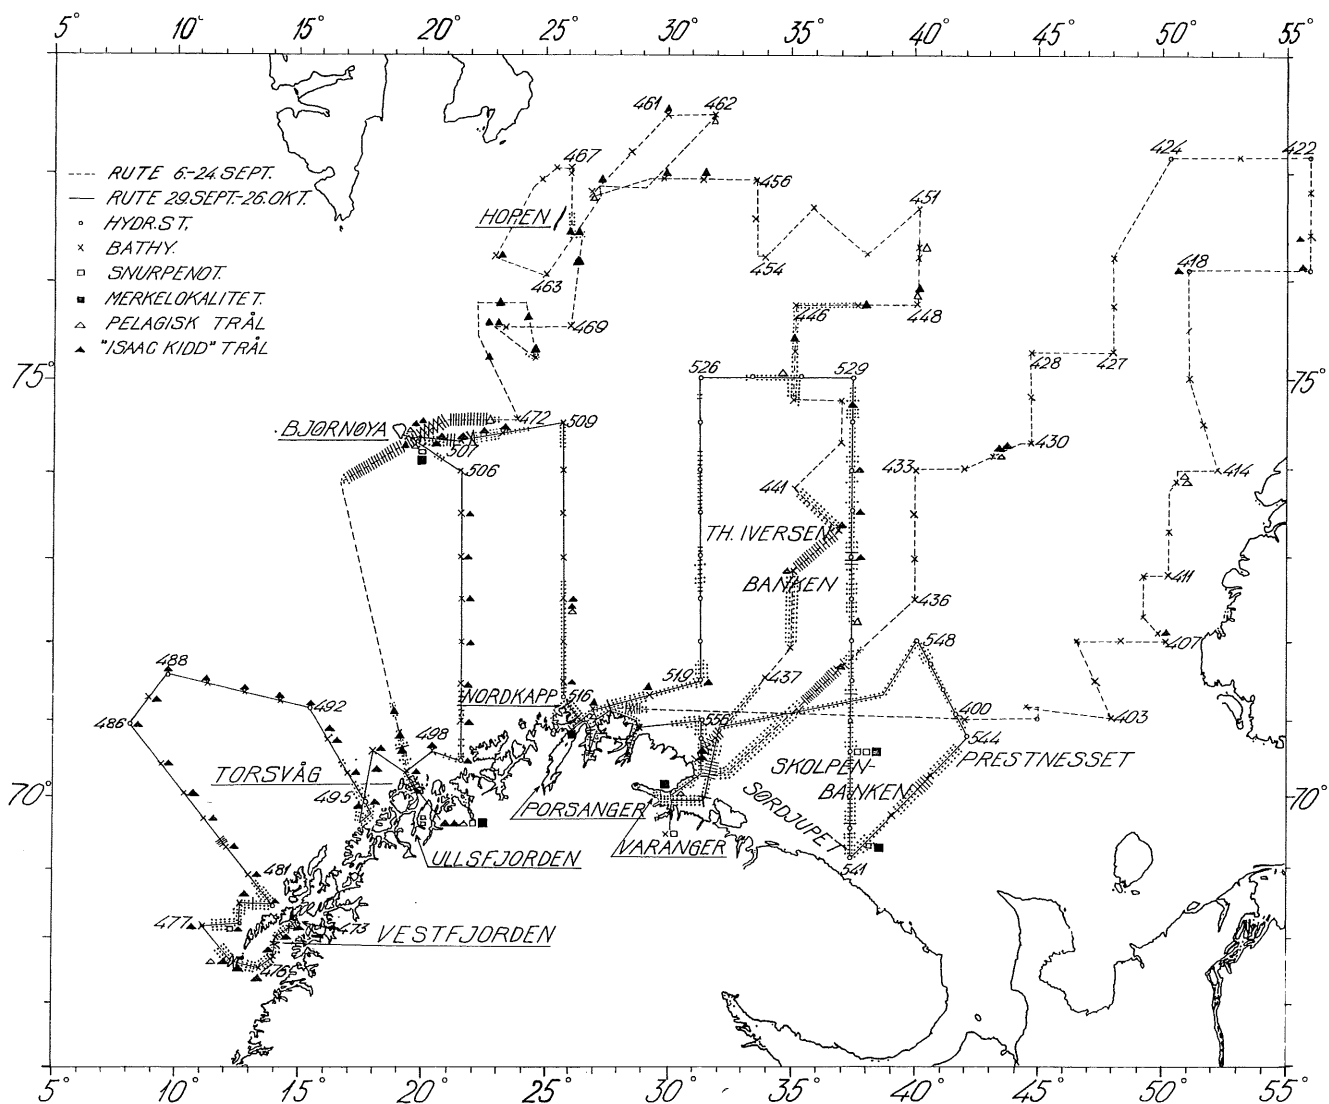 5° 10° 15° 20° 25° 30° 35° 40° 45° 50° 55°
461 462
424 422
467
456
451
RUTE 6-24.SEPT.
RUTE 29.SEPT.-26.OKT.
HYDR.ST.
BATHY.
SNURPENOT.
MERKELOKALITET.
PELAGISK TRÅL
"ISAAC KIDD" TRÅL
HOPEN
454
418
463
446 448
469
428 427
75° 75°
526 529
472 509
BJØRNØYA
507
506
430
433
414
441
TH. IVERSEN
BANKEN
411
436
407
548
488
519
437
NORDKAPP 516
486
492
498
556
400 403
544
PRESTNESSET
TORSVÅG
SKOLPEN-
BANKEN
495
70° 70°
PORSANGER
SØRDJUPET
VARANGER
ULLSFJORDEN
541
481
477
473
VESTFJORDEN
476
5° 10° 15° 20° 25° 30° 35° 40° 45° 50° 55°